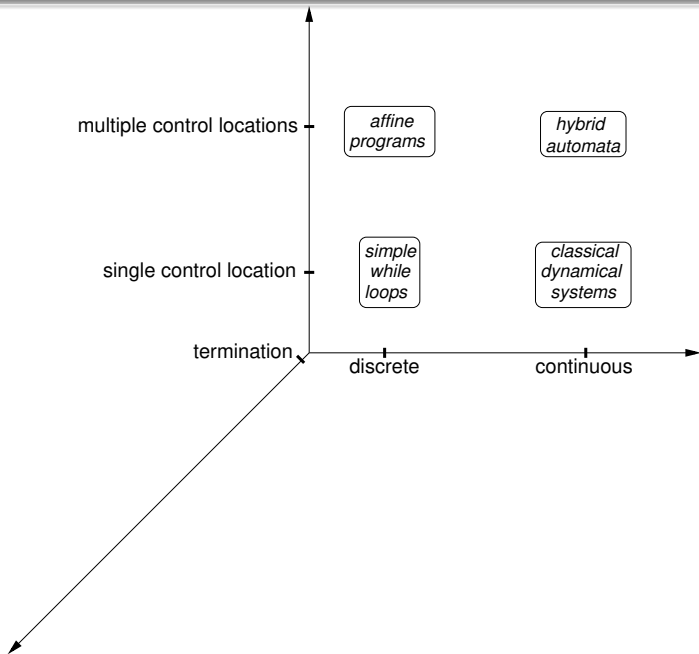 multiple control locations
affine
programs
hybrid
automata
single control location
simple
while
loops
classical
dynamical
systems
termination
discrete
continuous